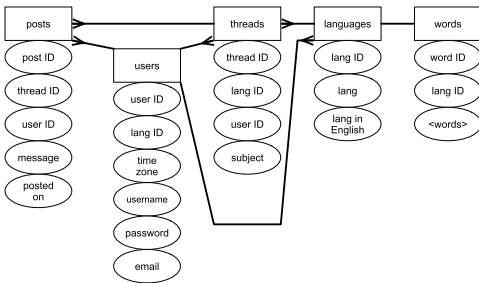 posts
threads
languages
words
users
post ID
thread ID
user ID
message
posted
on
user ID
lang ID
time
zone
username
password
email
thread ID
lang ID
user ID
subject
lang ID
lang
lang in
English
word ID
lang ID
<words>